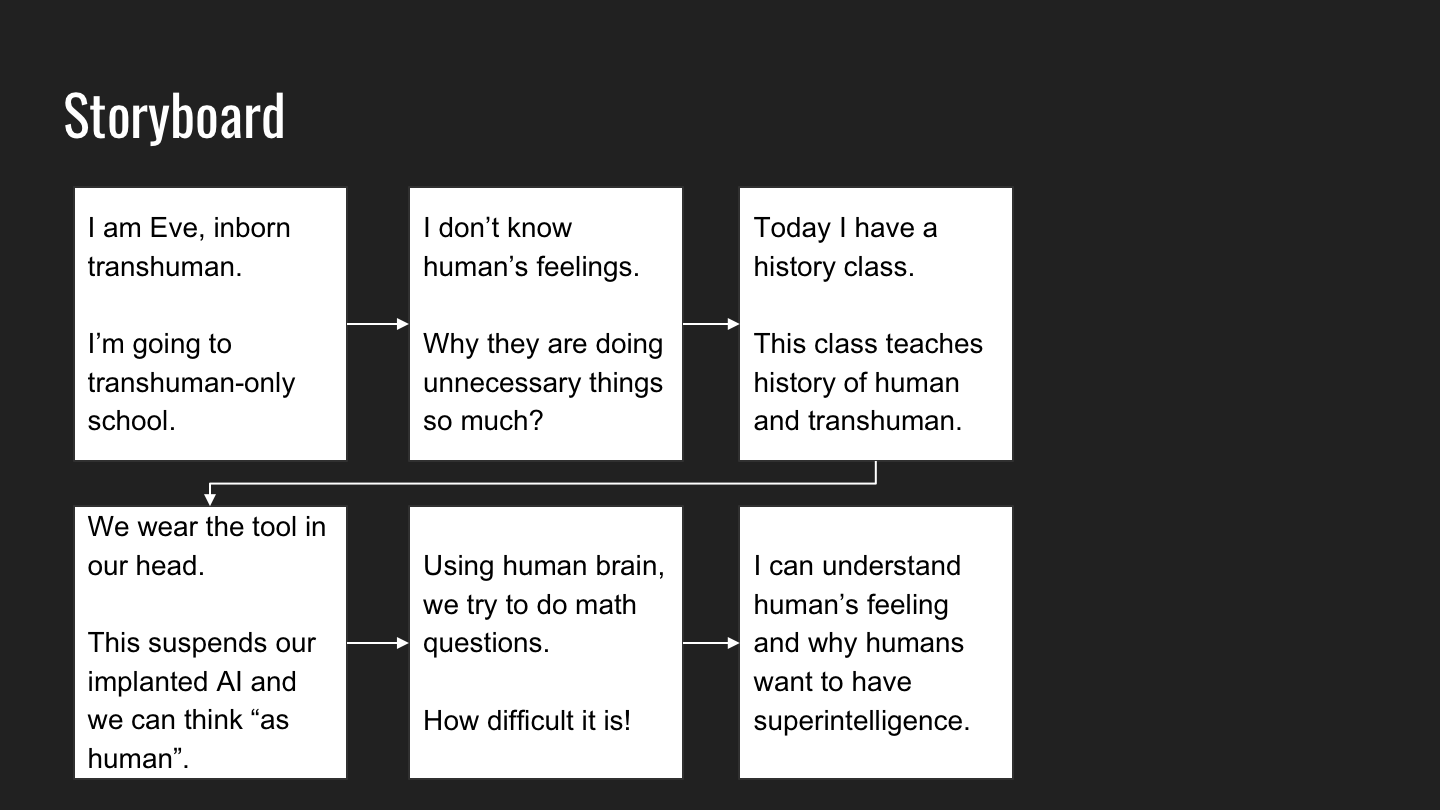 Storyboard
I am Eve, inborn
transhuman.
I’m going to
transhuman-only
school.
I don’t know
human’s feelings.
Why they are doing
unnecessary things
so much?
Today I have a
history class.
This class teaches
history of human
and transhuman.
We wear the tool in
our head.
This suspends our
implanted AI and
we can think “as
human”.
Using human brain,
we try to do math
questions.
How difficult it is!
I can understand
human’s feeling
and why humans
want to have
superintelligence.